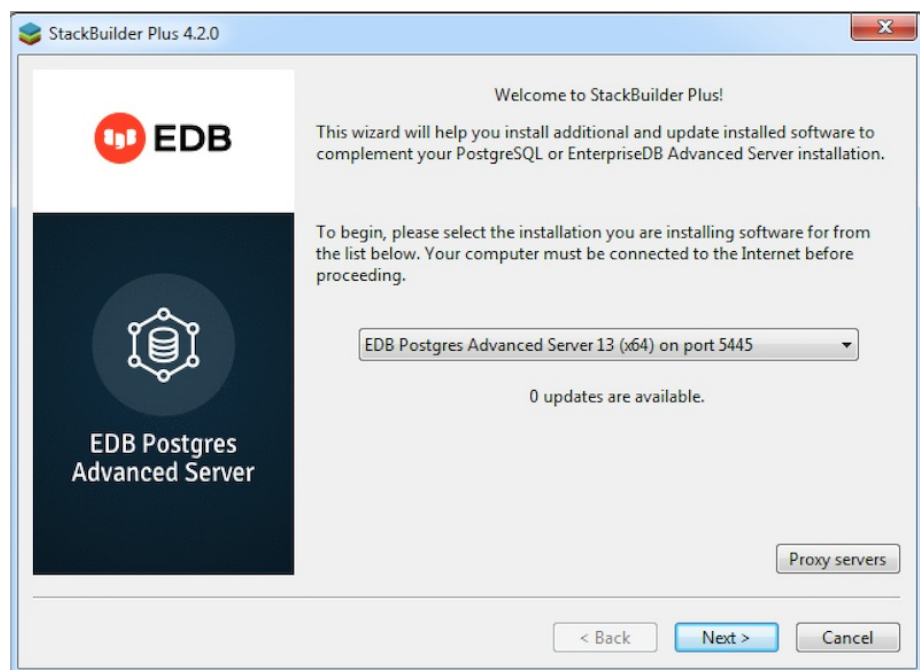 StackBuilder Plus 4.2.0
EDB
Welcome to StackBuilder Plus!
This wizard will help you install additional and update installed software to
complement your PostgreSQL or EnterpriseDB Advanced Server installation.
To begin, please select the installation you are installing software for from
the list below. Your computer must be connected to the Internet before
proceeding.
EDB Postgres Advanced Server 13 (x64) on port 5445
0 updates are available.
EDB Postgres
Advanced Server
Proxy servers
< Back
Next >
Cancel